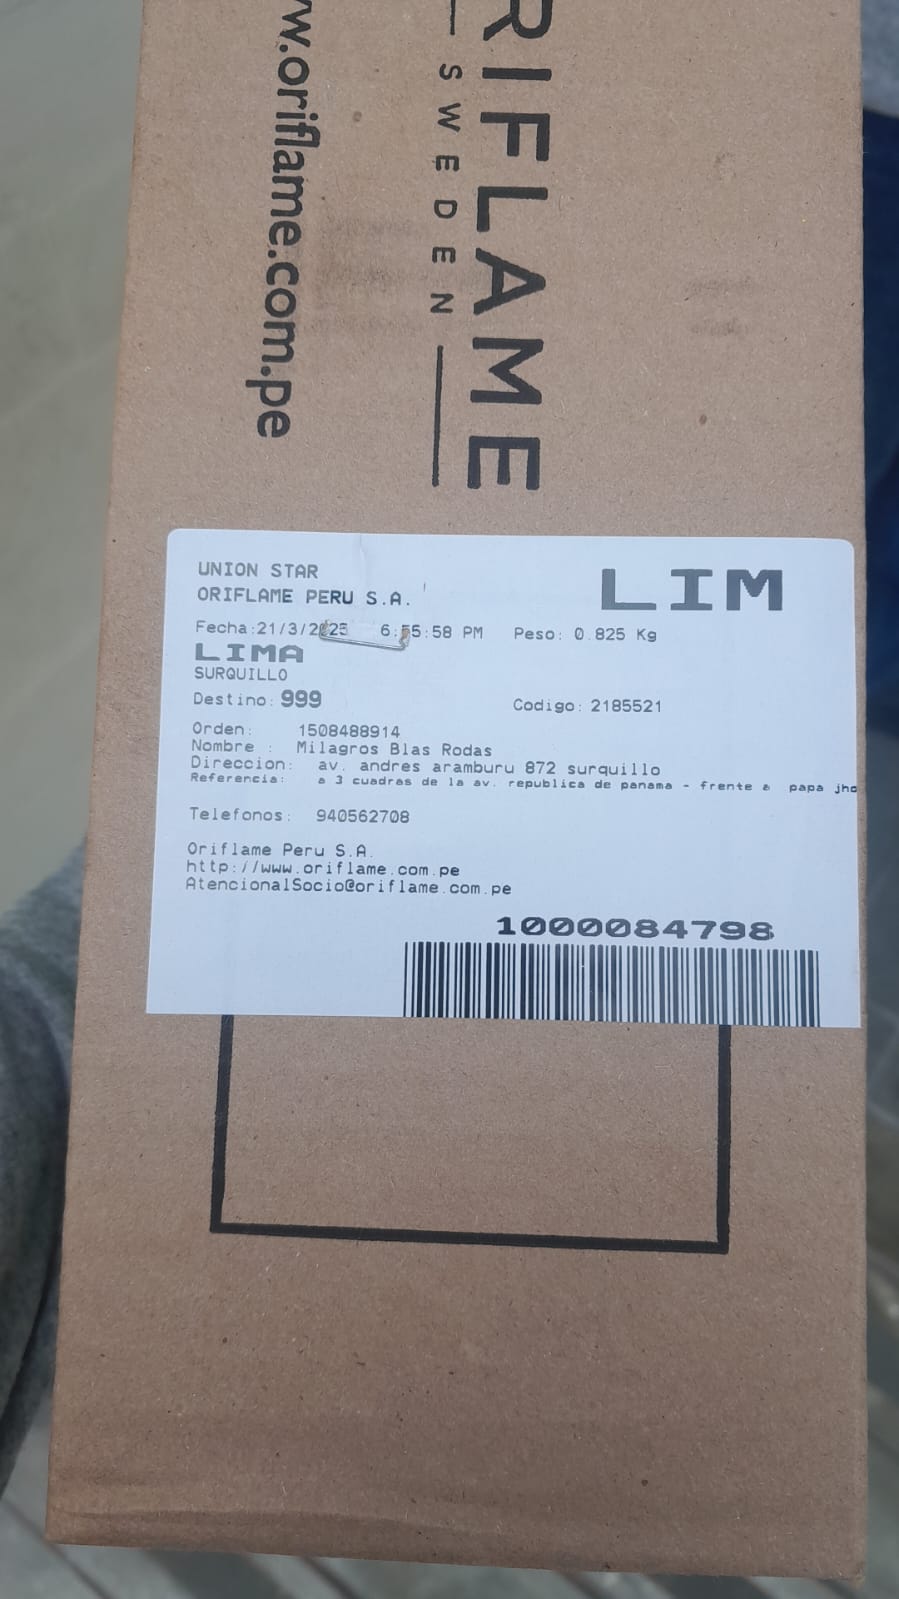 RIFLAME
SWEDEN
w.oriflame.com.pe
UNION STAR
LIM
ORIFLAME PERU S.A.
Fecha:21/3/2025 6:55:58 PM Peso: 0.825 Kg
LIMA
SURQUILLO
Destino: 999 Codigo: 2185521
Orden: 1508488914
Nombre : Milagros Blas Rodas
Direccion: av. andres aramburu 872 surquillo
Referencia: a 3 cuadras de la av. republica de panama - frente a papa jho
Telefonos: 940562708
Oriflame Peru S.A.
http://www.oriflame.com.pe
AtencionalSocio@oriflame.com.pe
1000084798